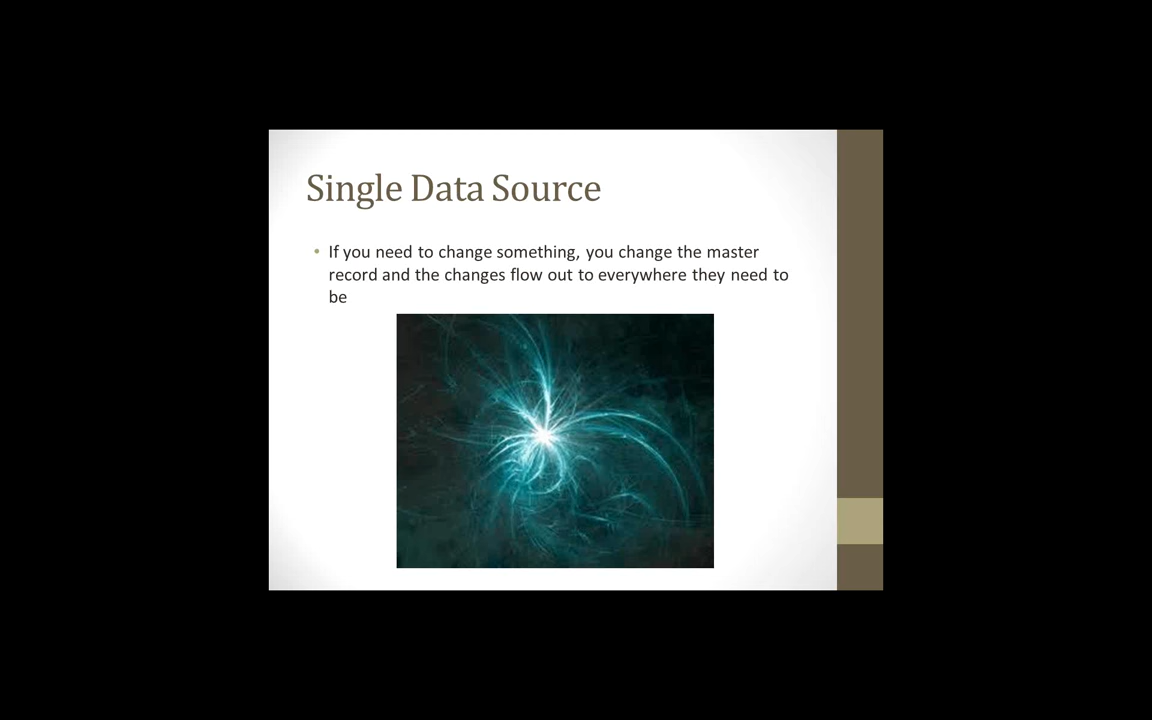 Single Data Source
• If you need to change something, you change the master
record and the changes flow out to everywhere they need to
be